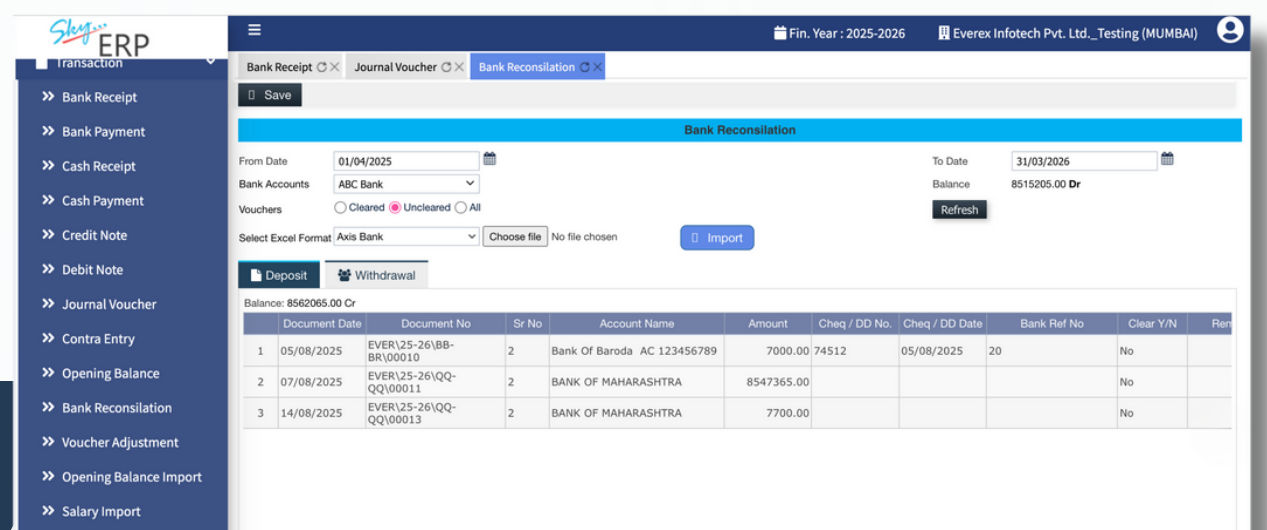 Sky... ERP
Fin. Year : 2025-2026
Everex Infotech Pvt. Ltd._Testing (MUMBAI)
Transaction
Bank Receipt
Bank Payment
Cash Receipt
Cash Payment
Credit Note
Debit Note
Journal Voucher
Contra Entry
Opening Balance
Bank Reconsilation
Voucher Adjustment
Opening Balance Import
Salary Import
Bank Receipt Journal Voucher Bank Reconsilation
Save
Bank Reconsilation
From Date 01/04/2025 To Date 31/03/2026
Bank Accounts ABC Bank Balance 8515205.00 Dr
Vouchers Cleared Uncleared All Refresh
Select Excel Format Axis Bank Choose file No file chosen Import
Deposit Withdrawal
Balance: 8562065.00 Cr
Document Date Document No Sr No Account Name Amount Cheq / DD No. Cheq / DD Date Bank Ref No Clear Y/N Rem
1 05/08/2025 EVER\25-26\BB-
BR\00010 2 Bank Of Baroda AC 123456789 7000.00 74512 05/08/2025 20 No
2 07/08/2025 EVER\25-26\QQ-
QQ\00011 2 BANK OF MAHARASHTRA 8547365.00 No
3 14/08/2025 EVER\25-26\QQ-
QQ\00013 2 BANK OF MAHARASHTRA 7700.00 No